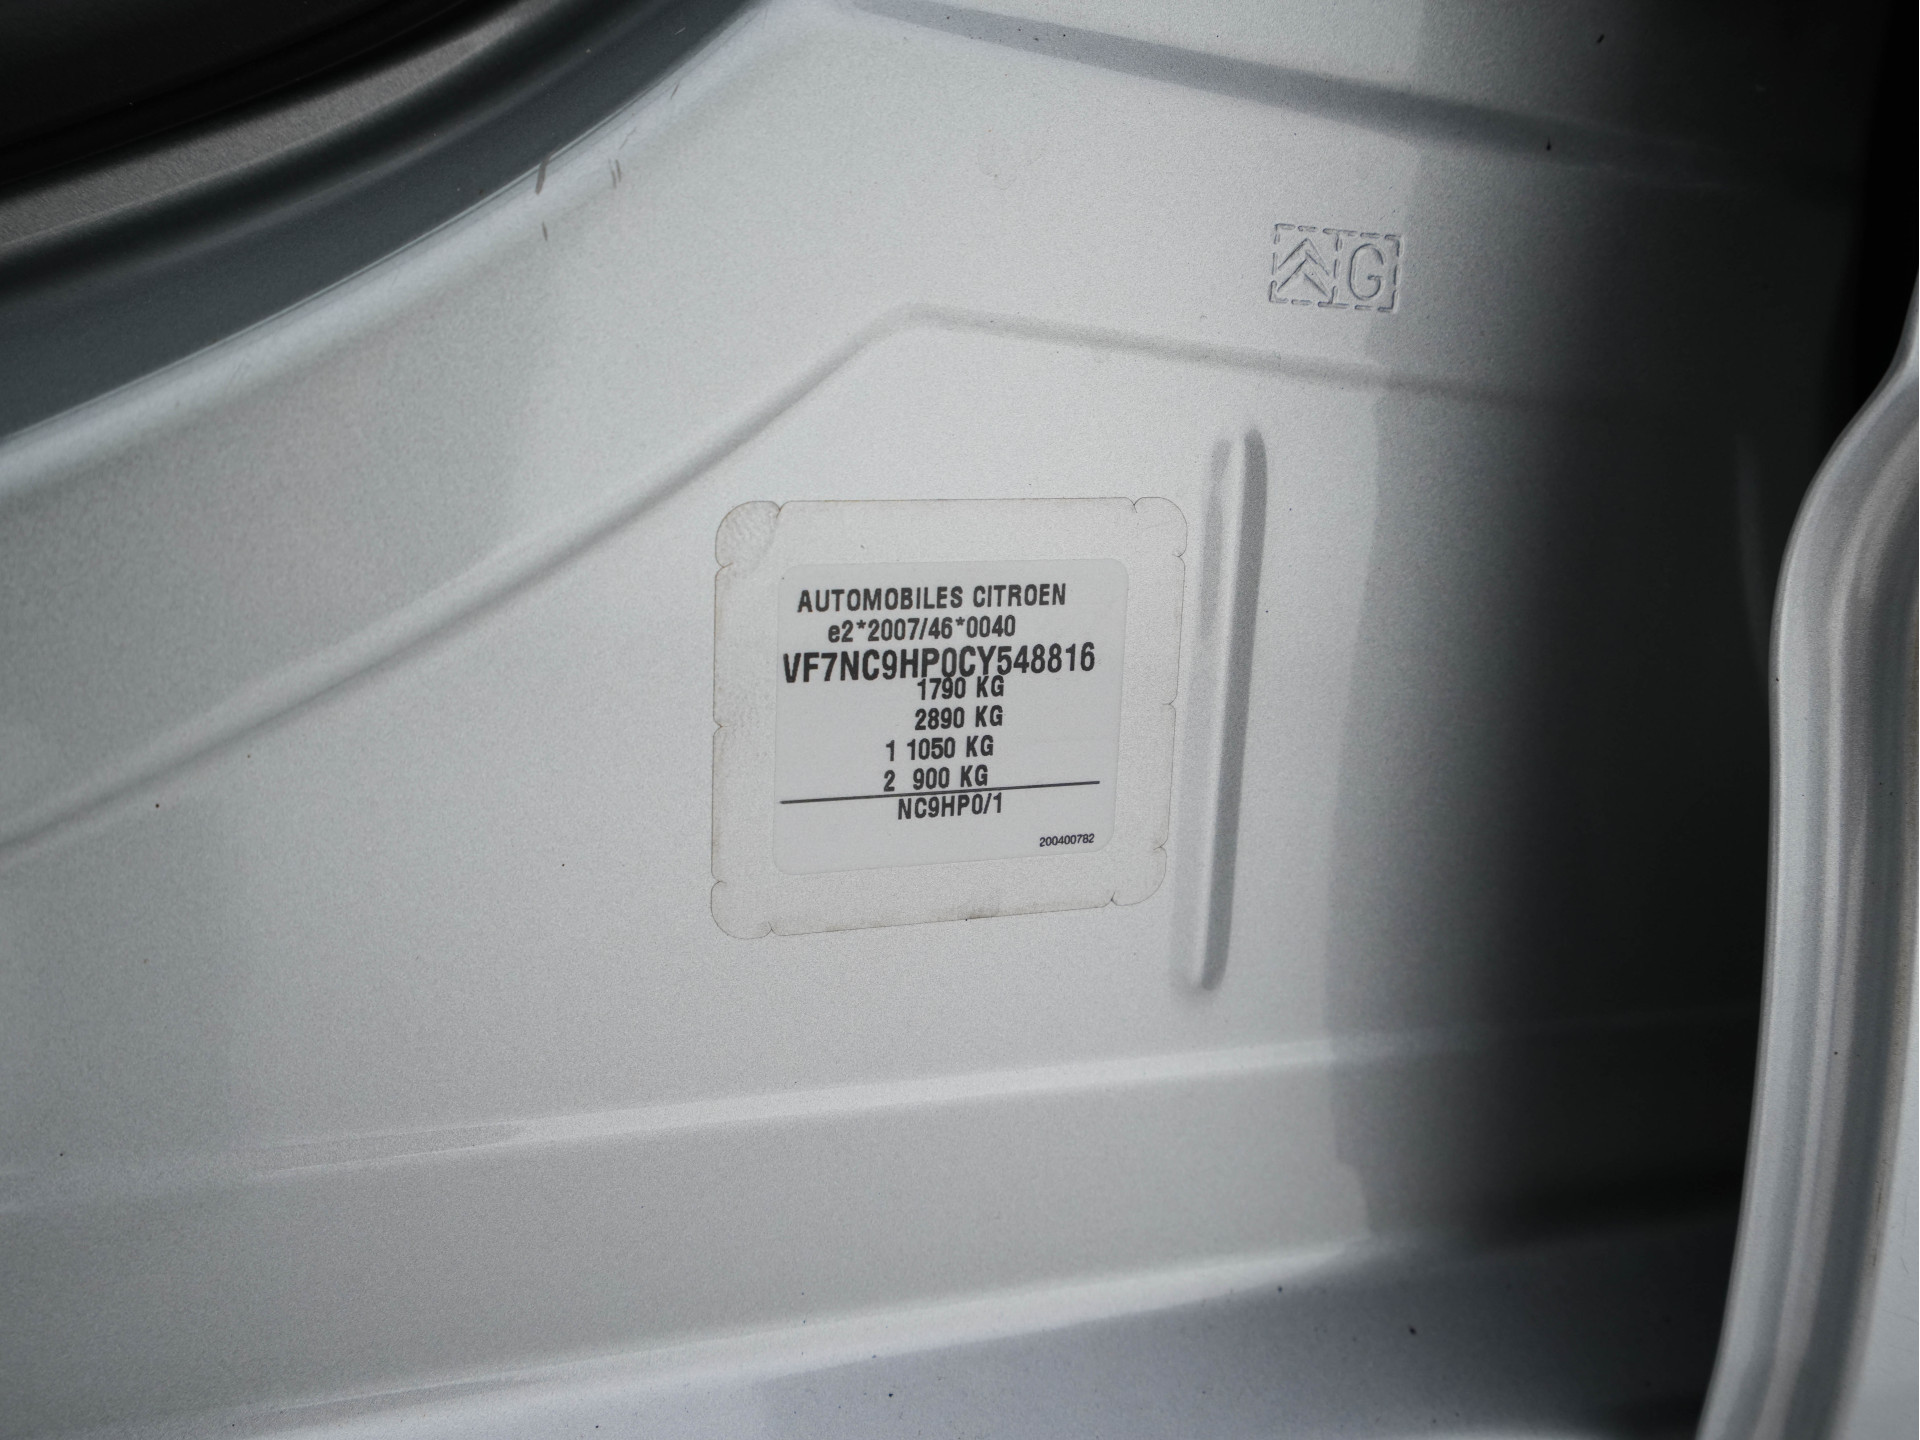 G
AUTOMOBILES CITROEN
e2*2007/46*0040
VF7NC9HP0CY548816
1790 KG
2890 KG
1 1050 KG
2 900 KG
NC9HP0/1
200400782